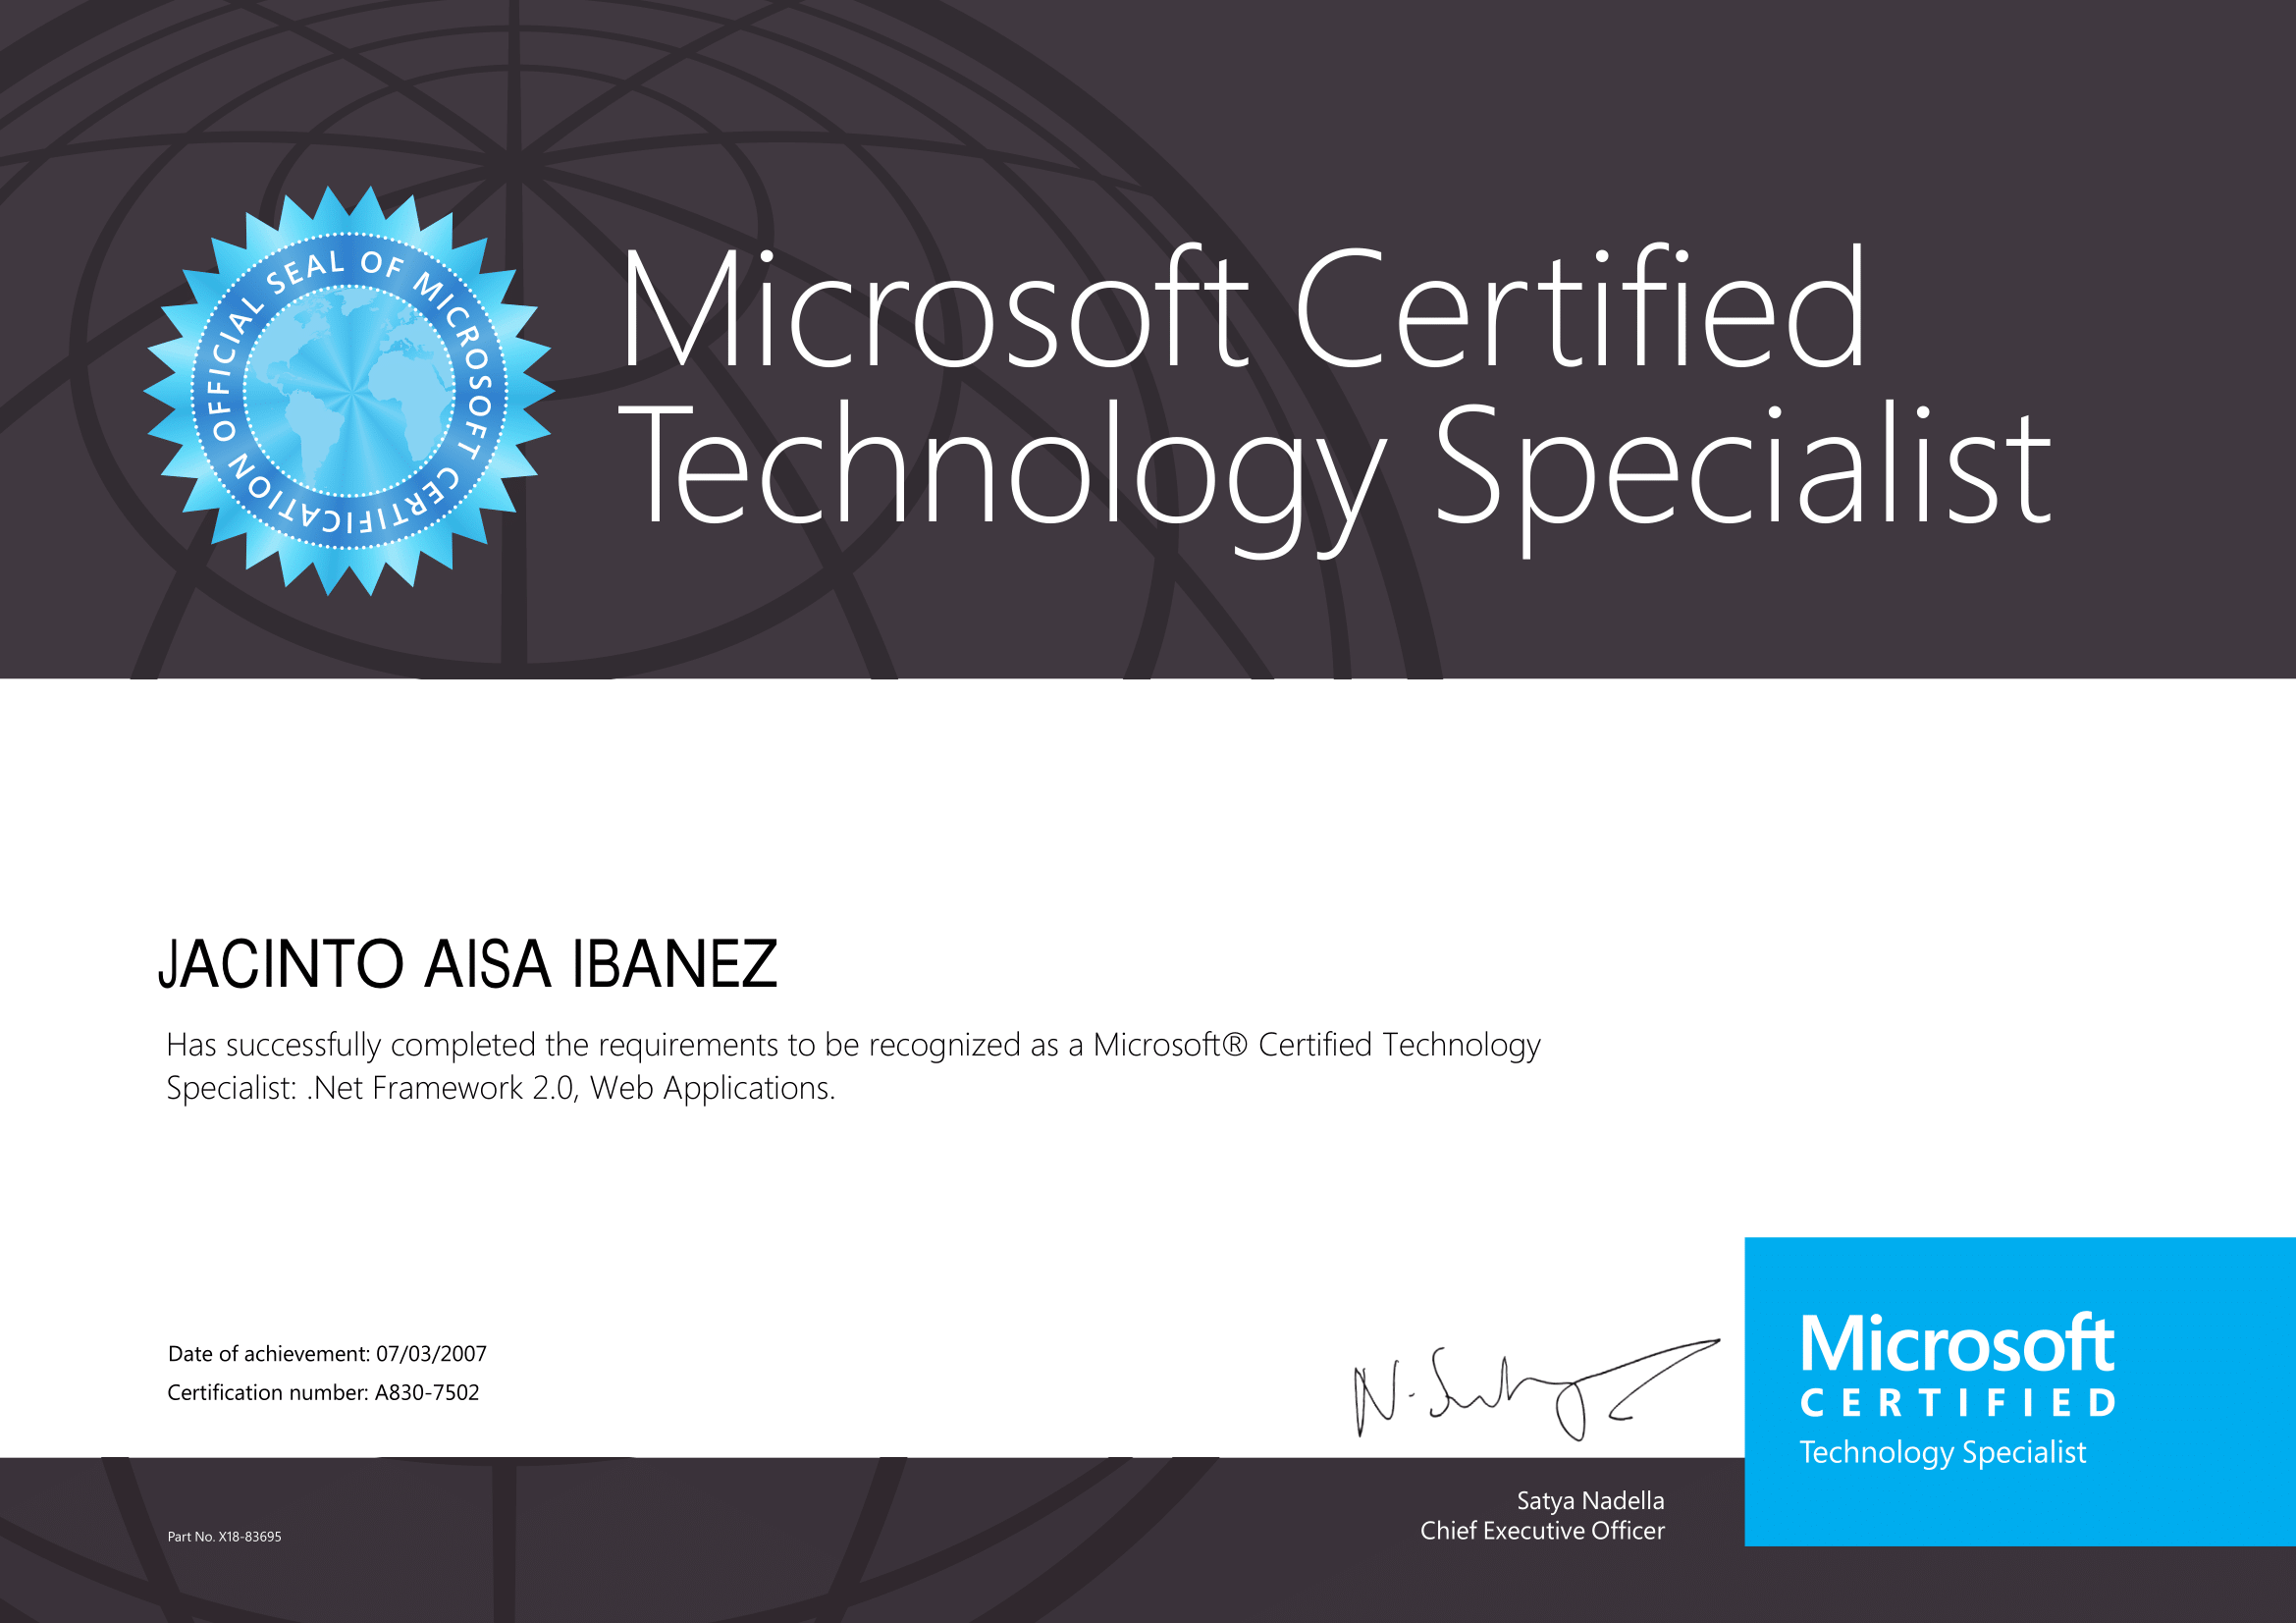 OFFICIAL SEAL OF MICROSOFT CERTIFICATION
Microsoft Certified
Technology Specialist
JACINTO AISA IBANEZ
Has successfully completed the requirements to be recognized as a Microsoft® Certified Technology
Specialist: .Net Framework 2.0, Web Applications.
Date of achievement: 07/03/2007
Certification number: A830-7502
Microsoft
CERTIFIED
Technology Specialist
Satya Nadella
Chief Executive Officer
Part No. X18-83695